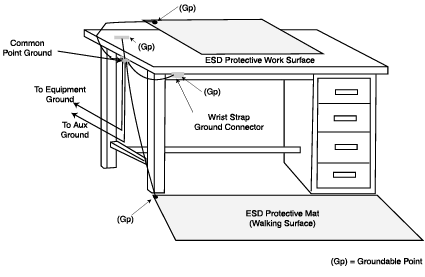 (Gp)
(Gp)
Common
Point Ground
ESD Protective Work Surface
(Gp)
To Equipment
Ground
To Aux
Ground
Wrist Strap
Ground Connector
(Gp)
ESD Protective Mat
(Walking Surface)
(Gp) = Groundable Point